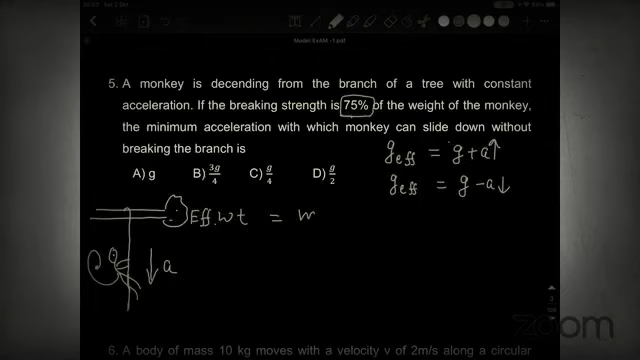 Model ExAM -1.pdf
5. A monkey is decending from the branch of a tree with constant
acceleration. If the breaking strength is 75% of the weight of the monkey,
the minimum acceleration with which monkey can slide down without
breaking the branch is
A) g B) 3g/4 C) g/4 D) g/2
g_eff = g + a↑
g_eff = g - a↓
Eff. wt = m
↓ a
6. A body of mass 10 kg moves with a velocity v of 2m/s along a circular
zoom